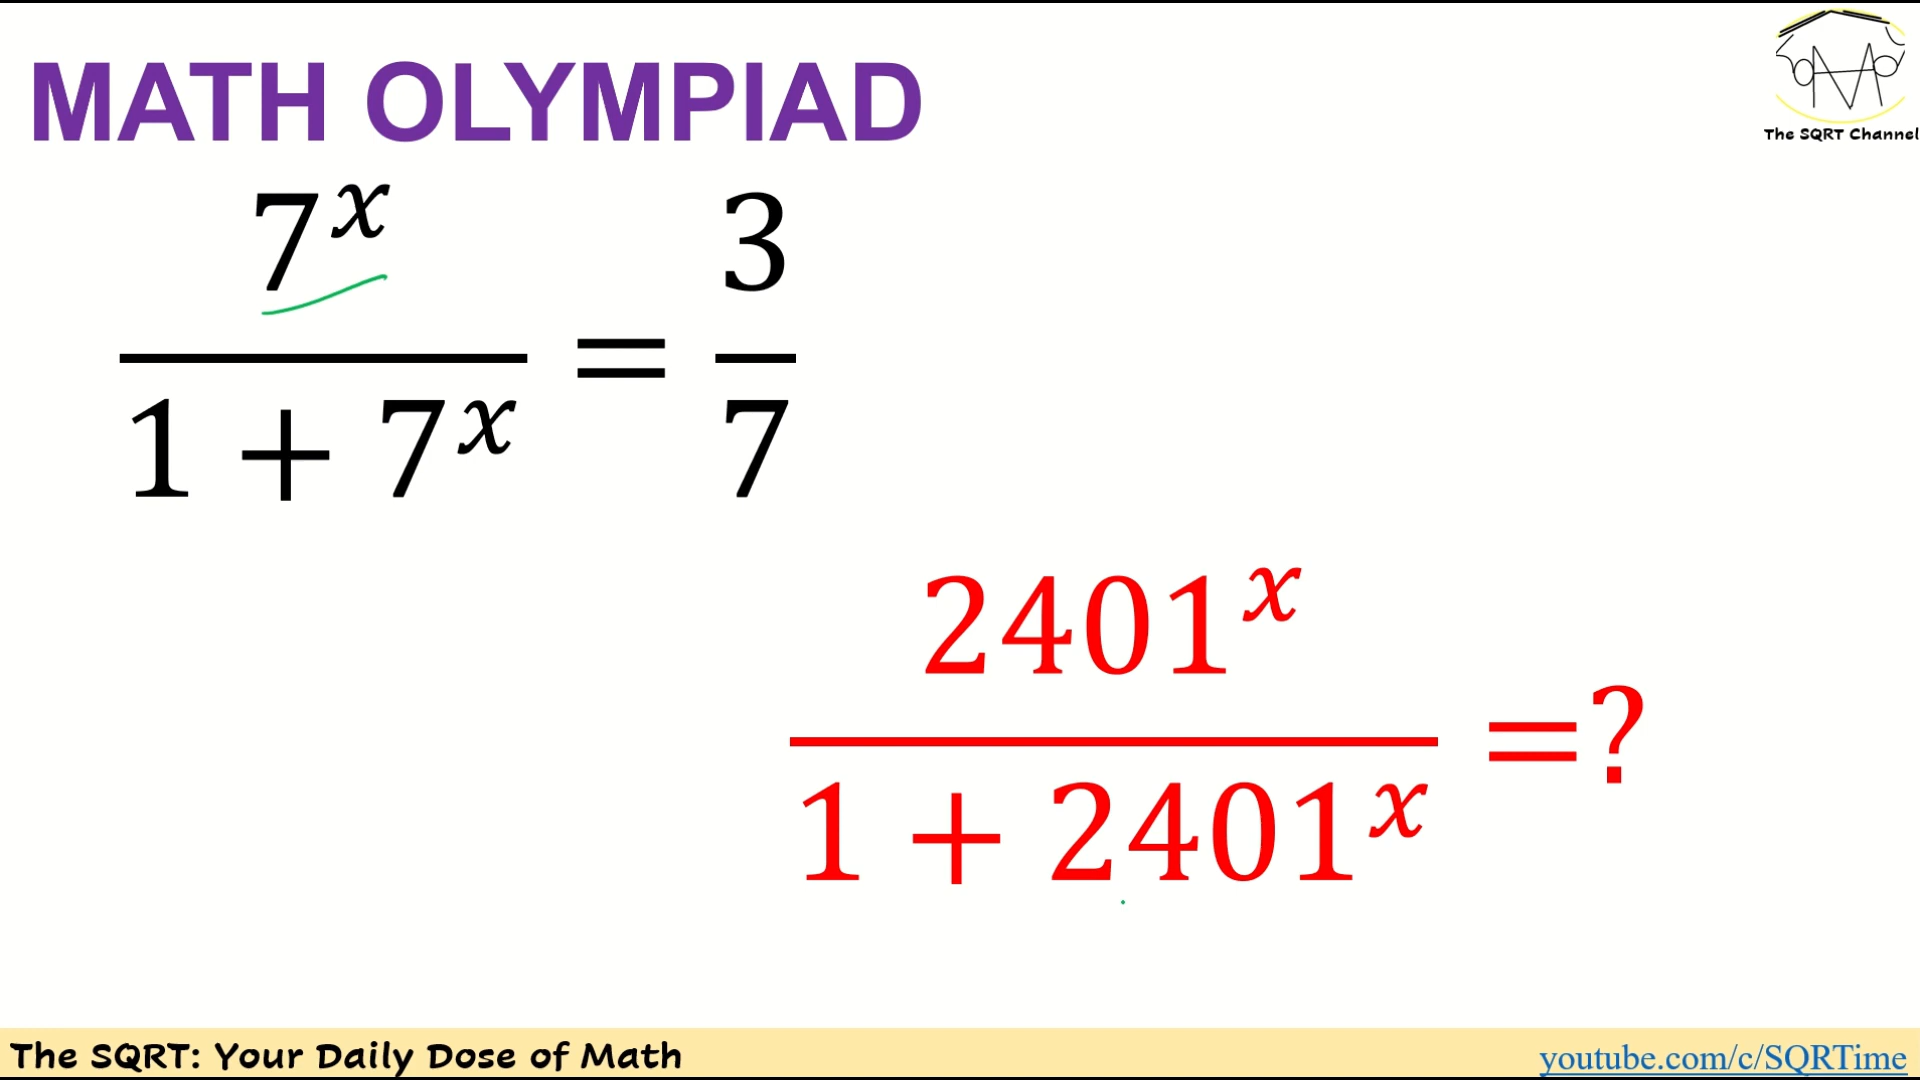 MATH OLYMPIAD
The SQRT Channel
7^x / (1 + 7^x) = 3/7
2401^x / (1 + 2401^x) =?
The SQRT: Your Daily Dose of Math
youtube.com/c/SQRTime